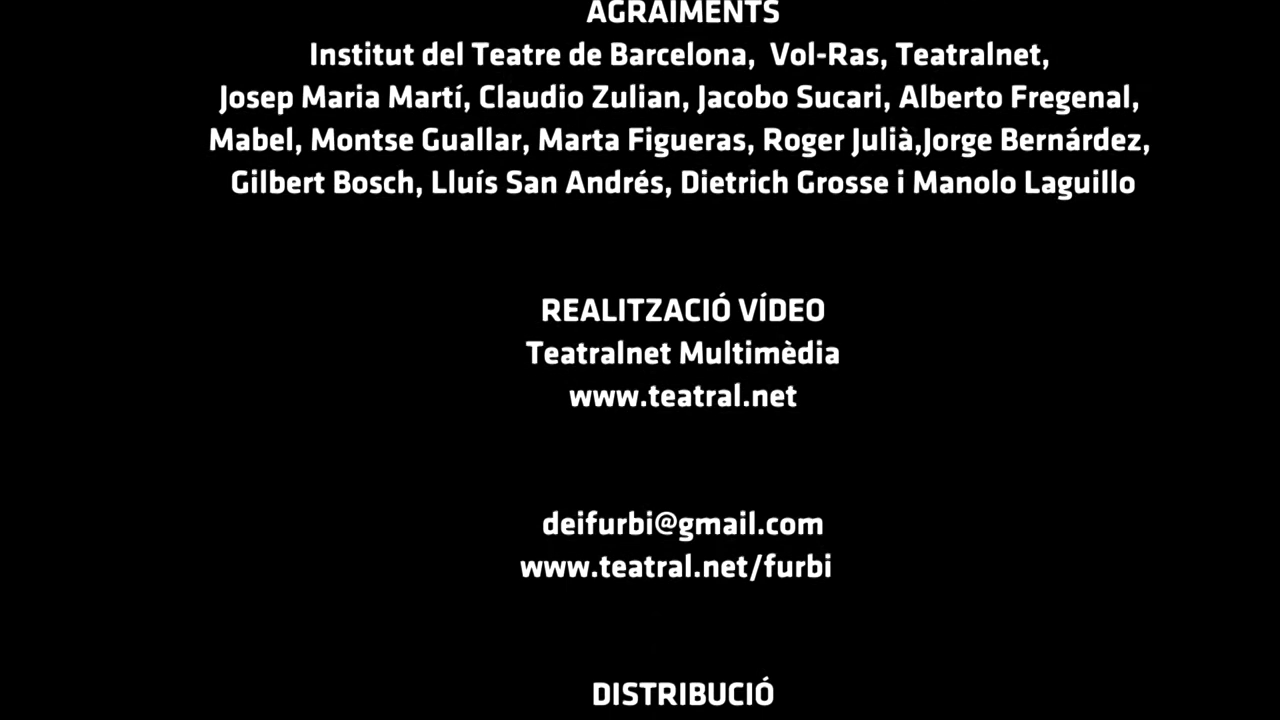 AGRAÏMENTS
Institut del Teatre de Barcelona, Vol-Ras, Teatralnet,
Josep Maria Martí, Claudio Zulian, Jacobo Sucari, Alberto Fregenal,
Mabel, Montse Guallar, Marta Figueras, Roger Julià,Jorge Bernárdez,
Gilbert Bosch, Lluís San Andrés, Dietrich Grosse i Manolo Laguillo
REALITZACIÓ VÍDEO
Teatralnet Multimèdia
www.teatral.net
deifurbi@gmail.com
www.teatral.net/furbi
DISTRIBUCIÓ